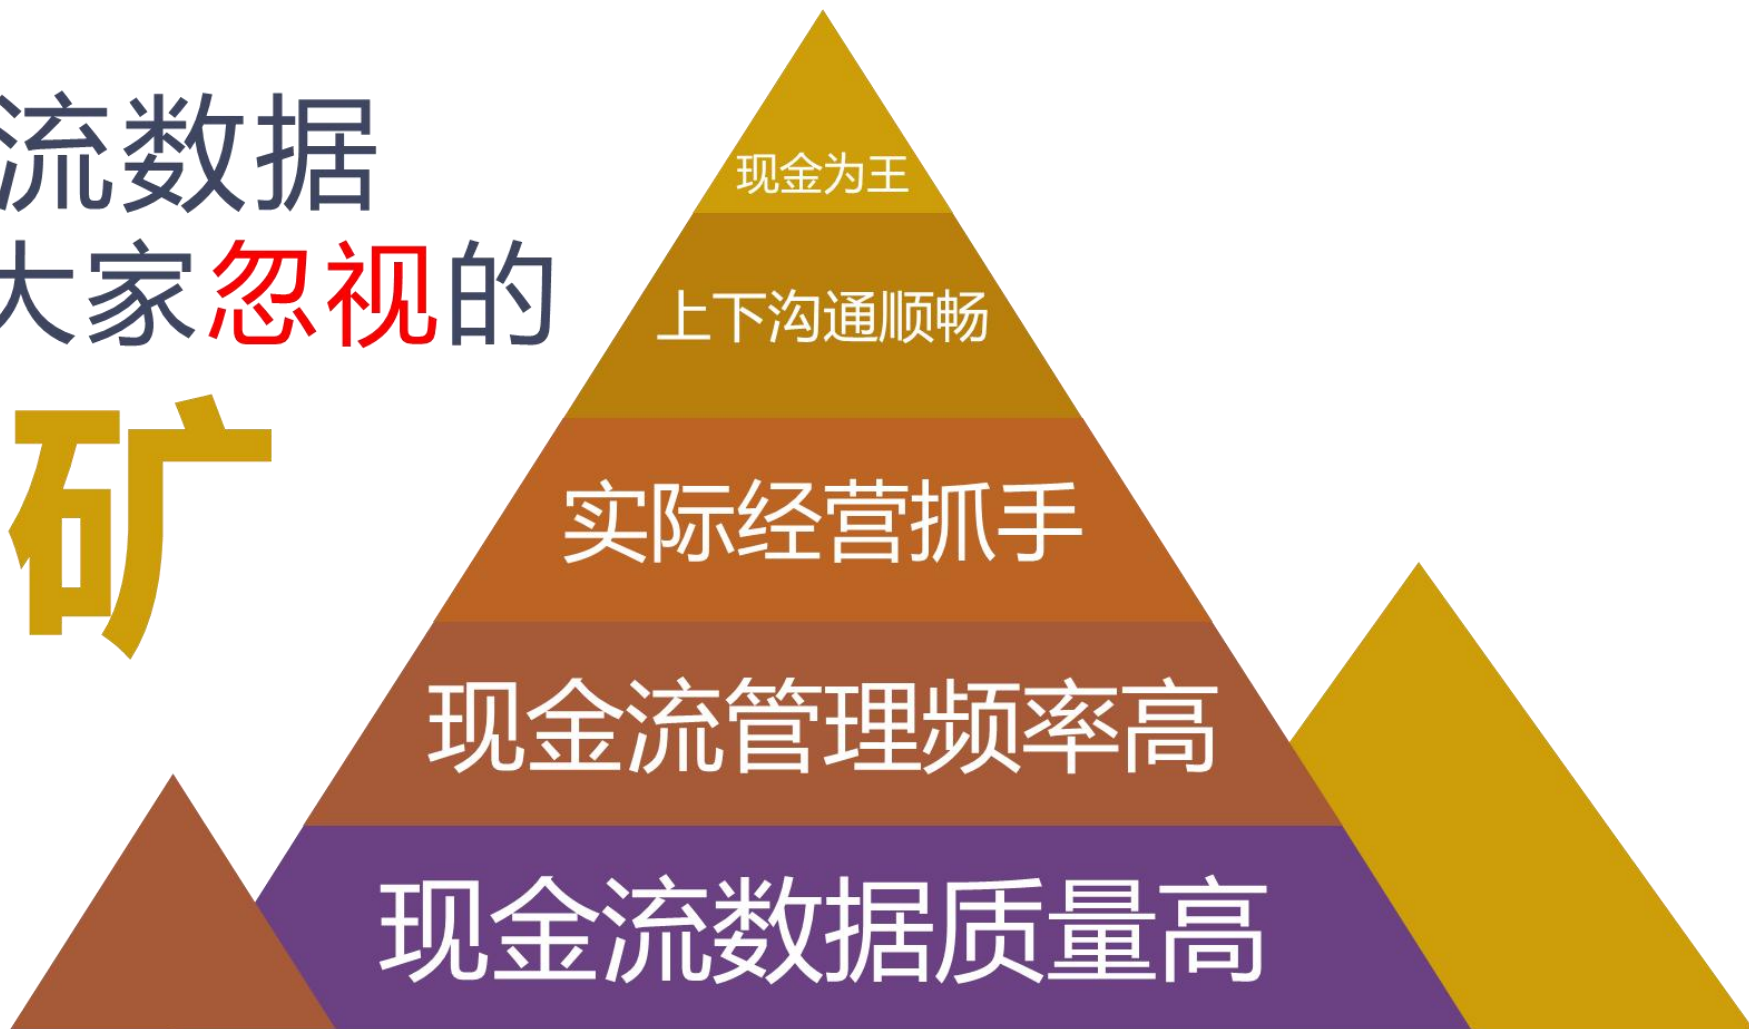 流数据
大家忽视的
矿
现金为王
上下沟通顺畅
实际经营抓手
现金流管理频率高
现金流数据质量高